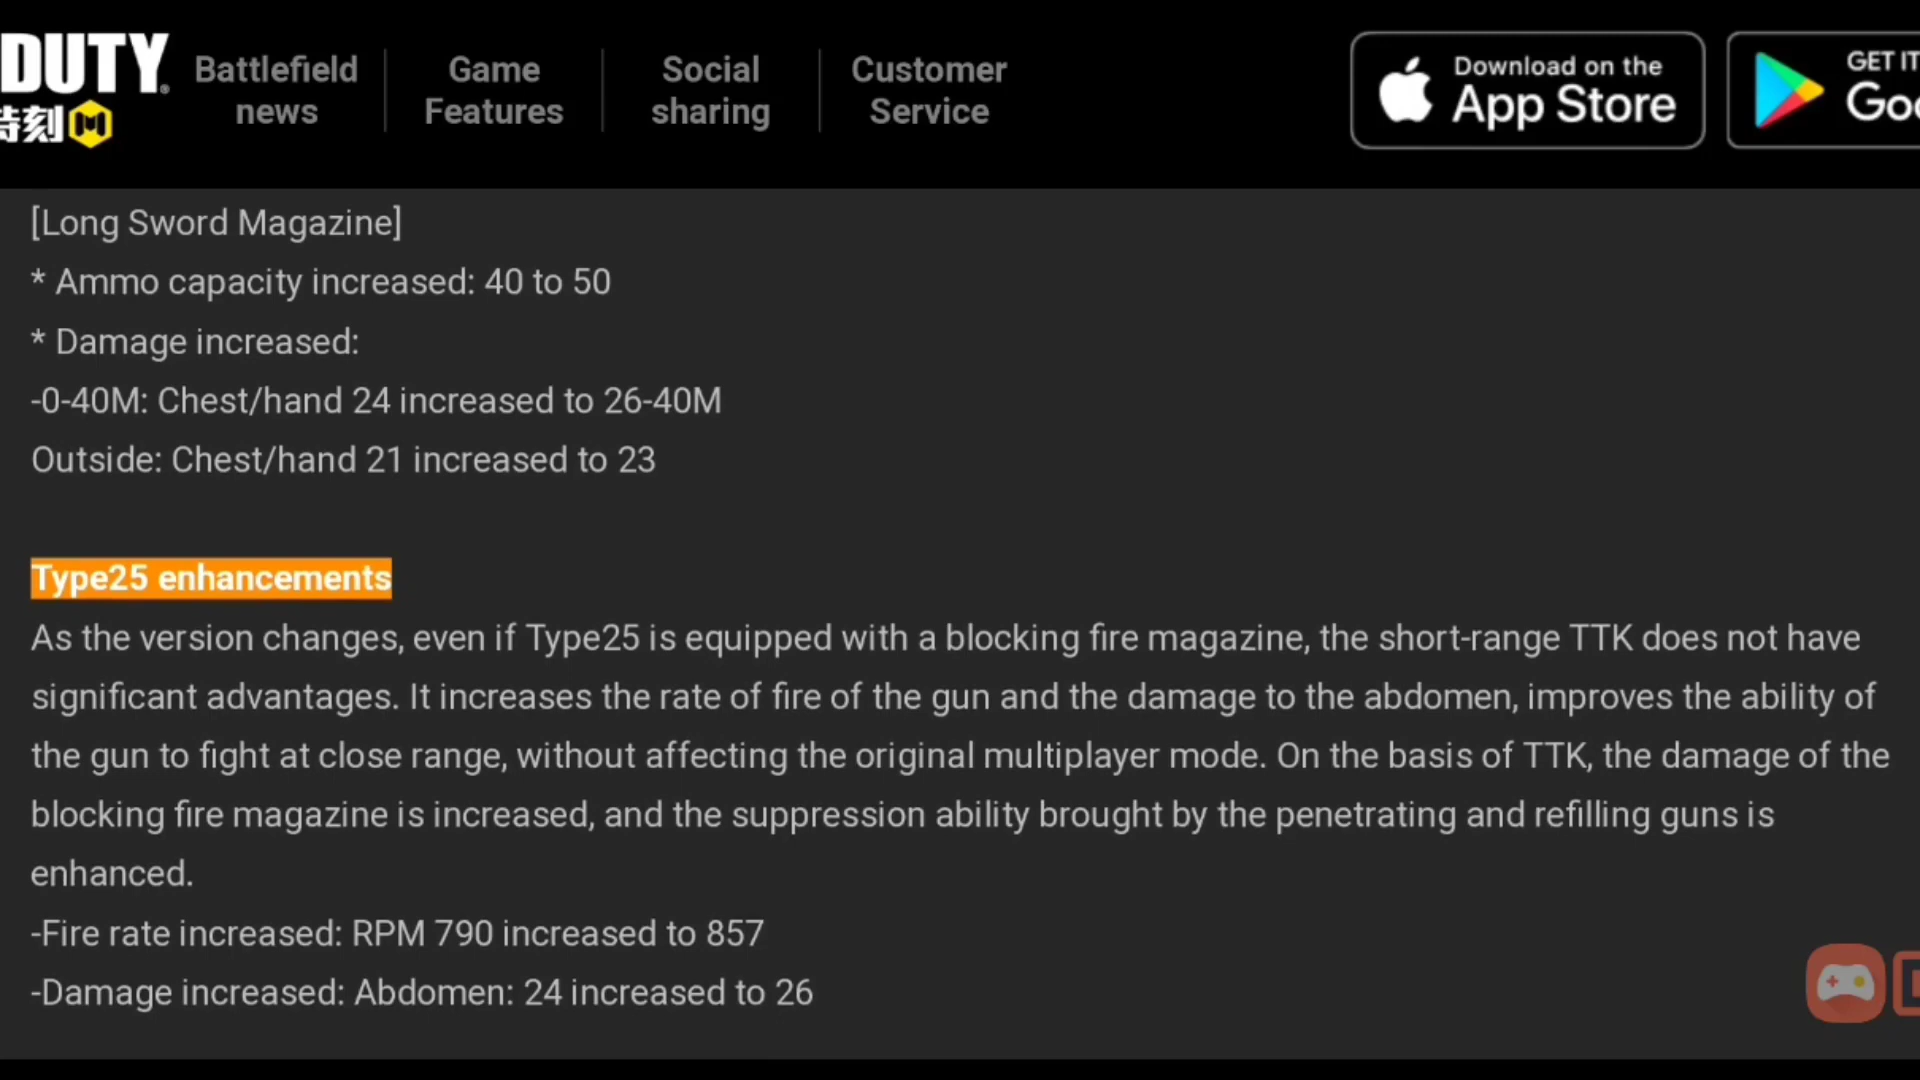 DUTY
Battlefield news
Game Features
Social sharing
Customer Service
Download on the App Store
GET IT
Goo
時刻
[Long Sword Magazine]
* Ammo capacity increased: 40 to 50
* Damage increased:
-0-40M: Chest/hand 24 increased to 26-40M
Outside: Chest/hand 21 increased to 23
Type25 enhancements
As the version changes, even if Type25 is equipped with a blocking fire magazine, the short-range TTK does not have
significant advantages. It increases the rate of fire of the gun and the damage to the abdomen, improves the ability of
the gun to fight at close range, without affecting the original multiplayer mode. On the basis of TTK, the damage of the
blocking fire magazine is increased, and the suppression ability brought by the penetrating and refilling guns is
enhanced.
-Fire rate increased: RPM 790 increased to 857
-Damage increased: Abdomen: 24 increased to 26